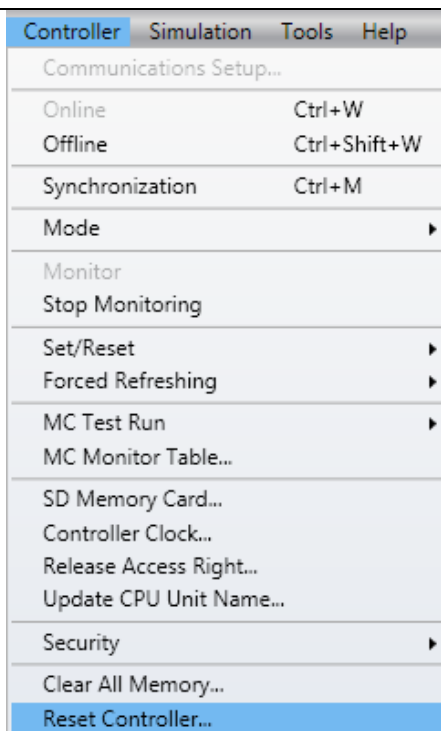 Controller Simulation Tools Help
Communications Setup...
Online Ctrl+W
Offline Ctrl+Shift+W
Synchronization Ctrl+M
Mode
Monitor
Stop Monitoring
Set/Reset
Forced Refreshing
MC Test Run
MC Monitor Table...
SD Memory Card...
Controller Clock...
Release Access Right...
Update CPU Unit Name...
Security
Clear All Memory...
Reset Controller...